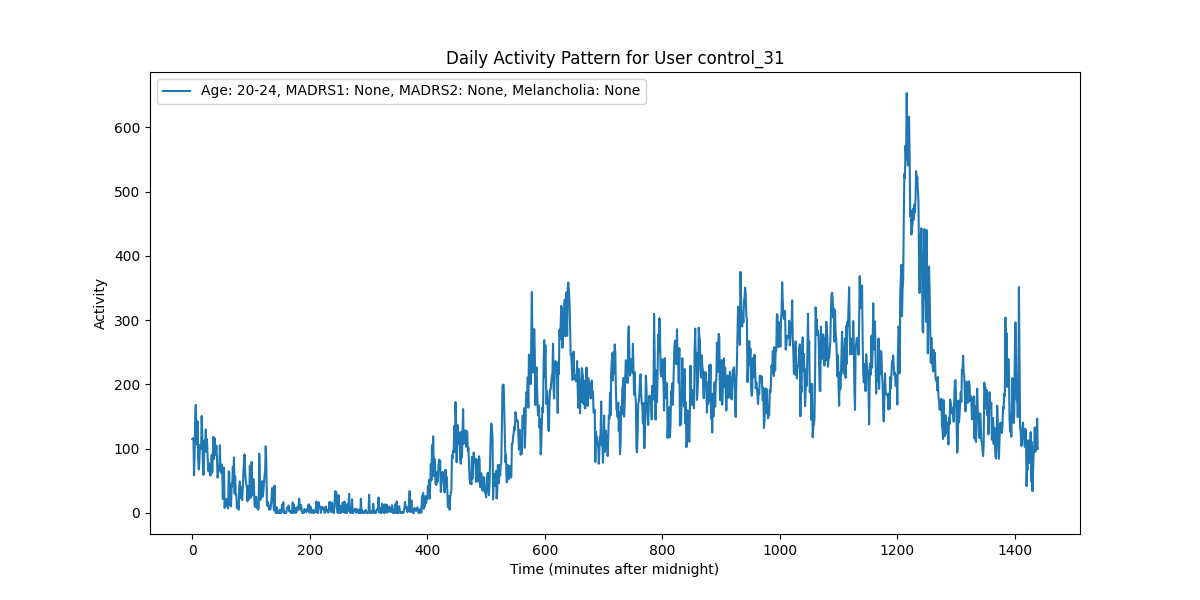 Daily Activity Pattern for User control_31
Age: 20-24, MADRS1: None, MADRS2: None, Melancholia: None
600
500
400
300
200
100
0
Activity
0 200 400 600 800 1000 1200 1400
Time (minutes after midnight)